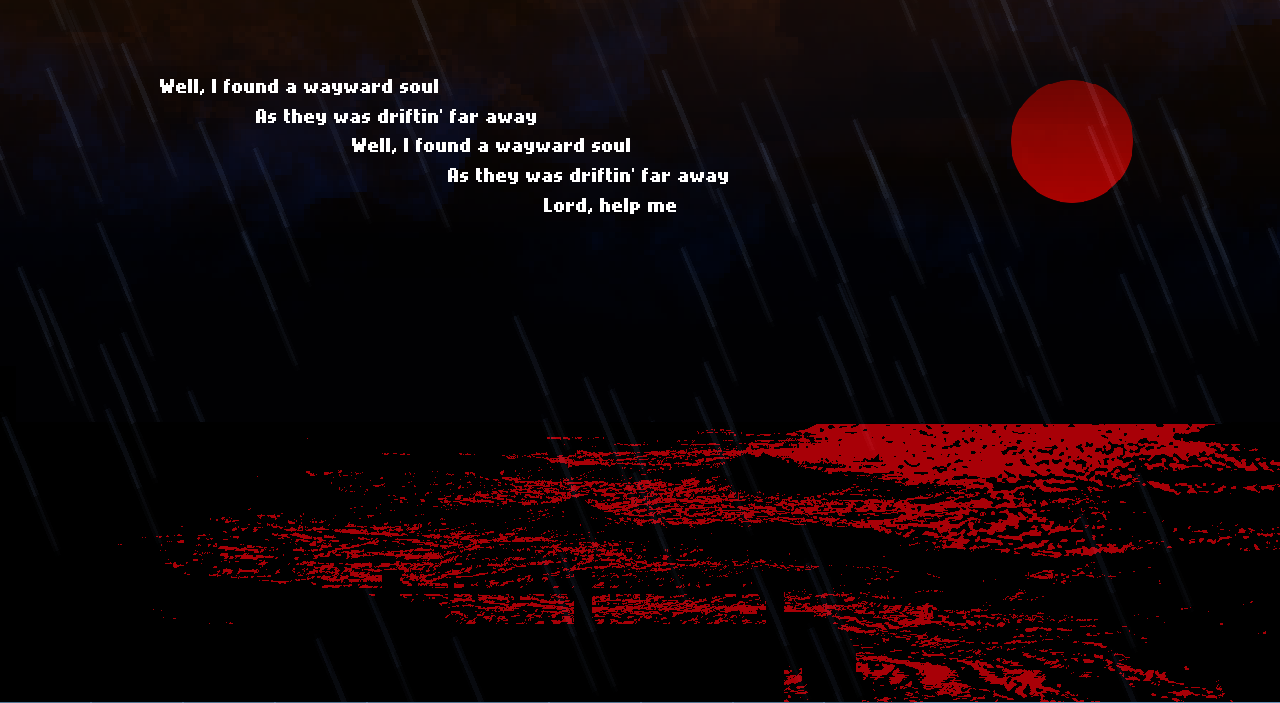 Well, I found a wayward soul
As they was driftin' far away
Well, I found a wayward soul
As they was driftin' far away
Lord, help me